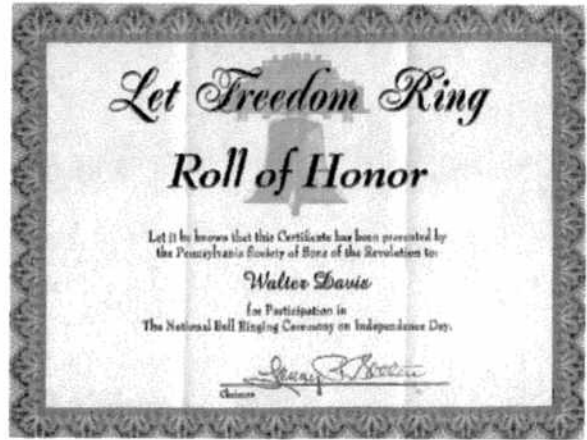 Let Freedom Ring
Roll of Honor
Let it be known that this Certificate has been presented by
the Pennsylvania Society of Sons of the Revolution to:
Walter Davis
for Participation in
The National Bell Ringing Ceremony on Independence Day.
Chairman